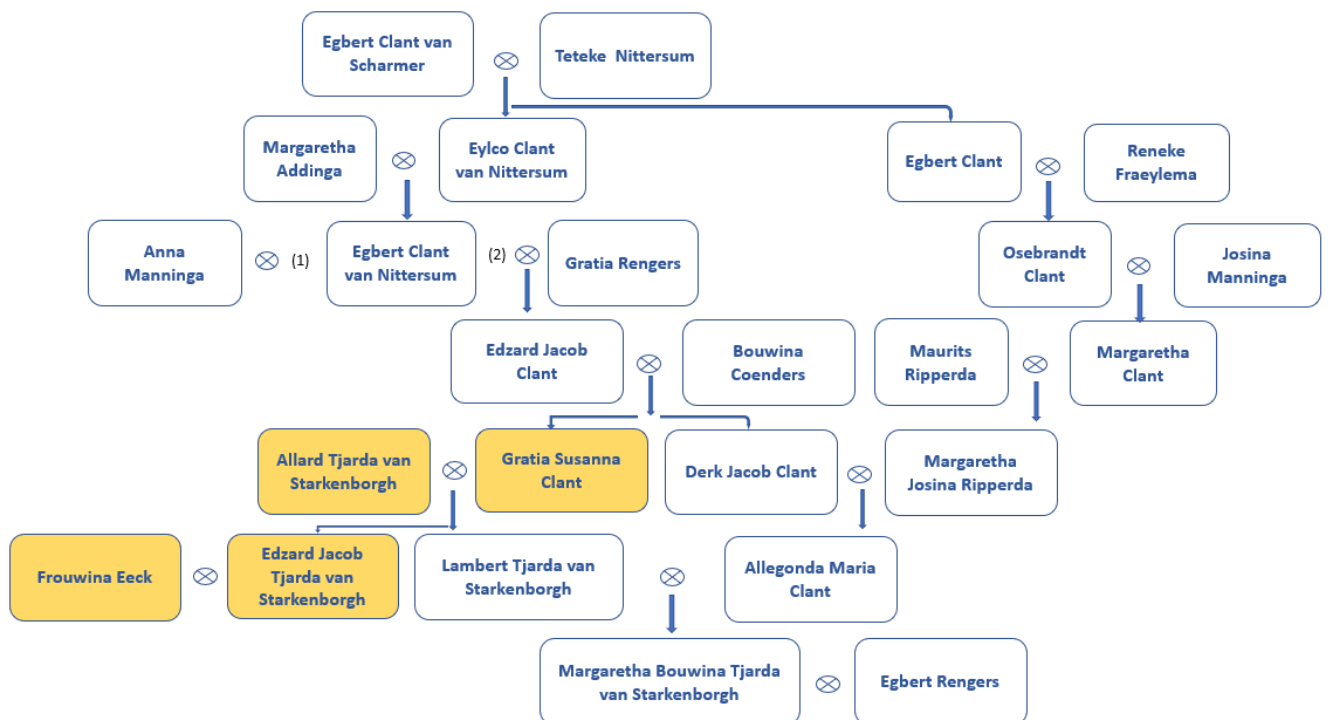 Egbert Clant van
Scharmer
Teteke  Nittersum
Margaretha
Addinga
Eylco Clant
van Nittersum
Egbert Clant
Reneke
Fraeylema
Anna
Manninga
(1)
Egbert Clant
van Nittersum
(2)
Gratia Rengers
Osebrandt
Clant
Josina
Manninga
Edzard Jacob
Clant
Bouwina
Coenders
Maurits
Ripperda
Margaretha
Clant
Allard Tjarda van
Starkenborgh
Gratia Susanna
Clant
Derk Jacob Clant
Margaretha
Josina Ripperda
Frouwina Eeck
Edzard Jacob
Tjarda van
Starkenborgh
Lambert Tjarda van
Starkenborgh
Allegonda Maria
Clant
Margaretha Bouwina Tjarda
van Starkenborgh
Egbert Rengers